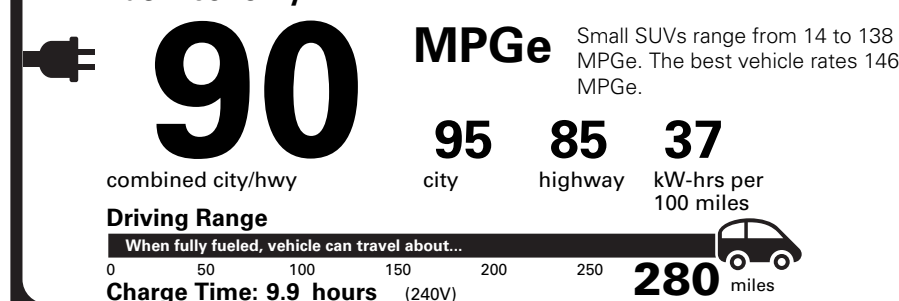 90
MPGe
Small SUVs range from 14 to 138
MPGe. The best vehicle rates 146
MPGe.
combined city/hwy
95
city
85
highway
37
kW-hrs per
100 miles
Driving Range
When fully fueled, vehicle can travel about...
0 50 100 150 200 250 280 miles
Charge Time: 9.9 hours (240V)